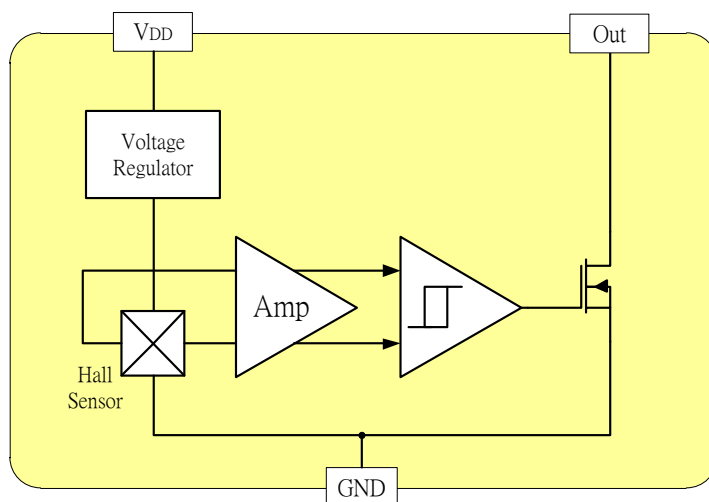 VDD
Out
Voltage
Regulator
Amp
Hall
Sensor
GND